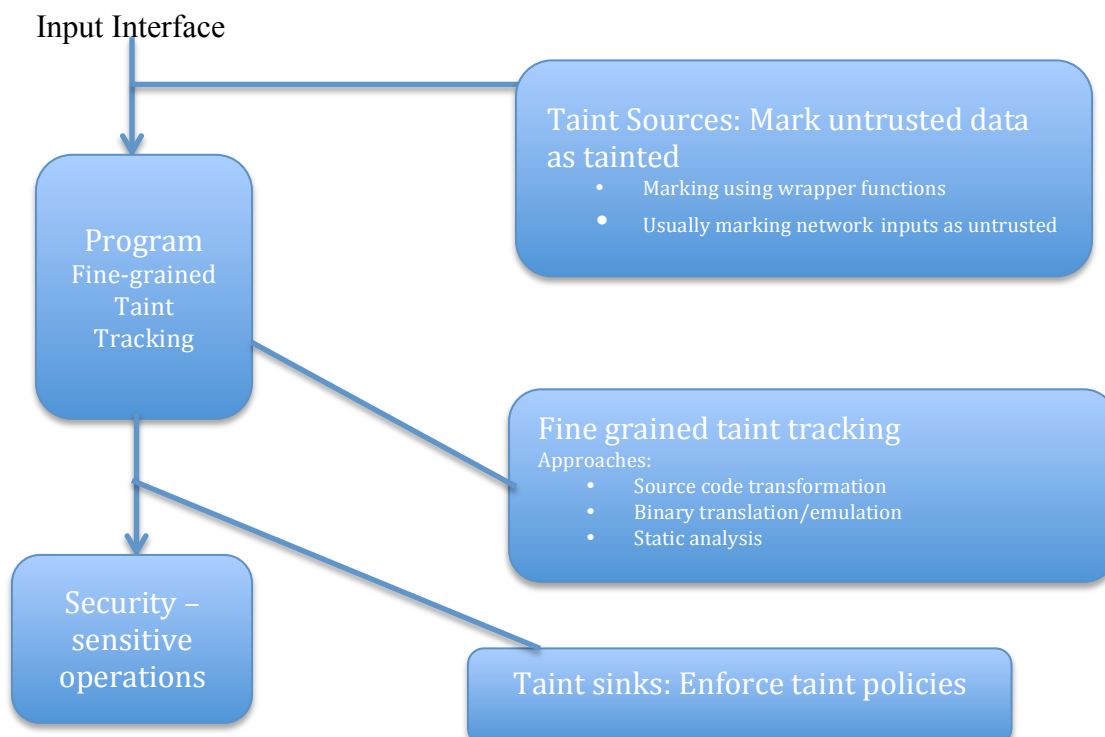 Input Interface
Taint Sources: Mark untrusted data
as tainted
• Marking using wrapper functions
• Usually marking network inputs as untrusted
Program
Fine-grained
Taint
Tracking
Fine grained taint tracking
Approaches:
• Source code transformation
• Binary translation/emulation
• Static analysis
Security –
sensitive
operations
Taint sinks: Enforce taint policies